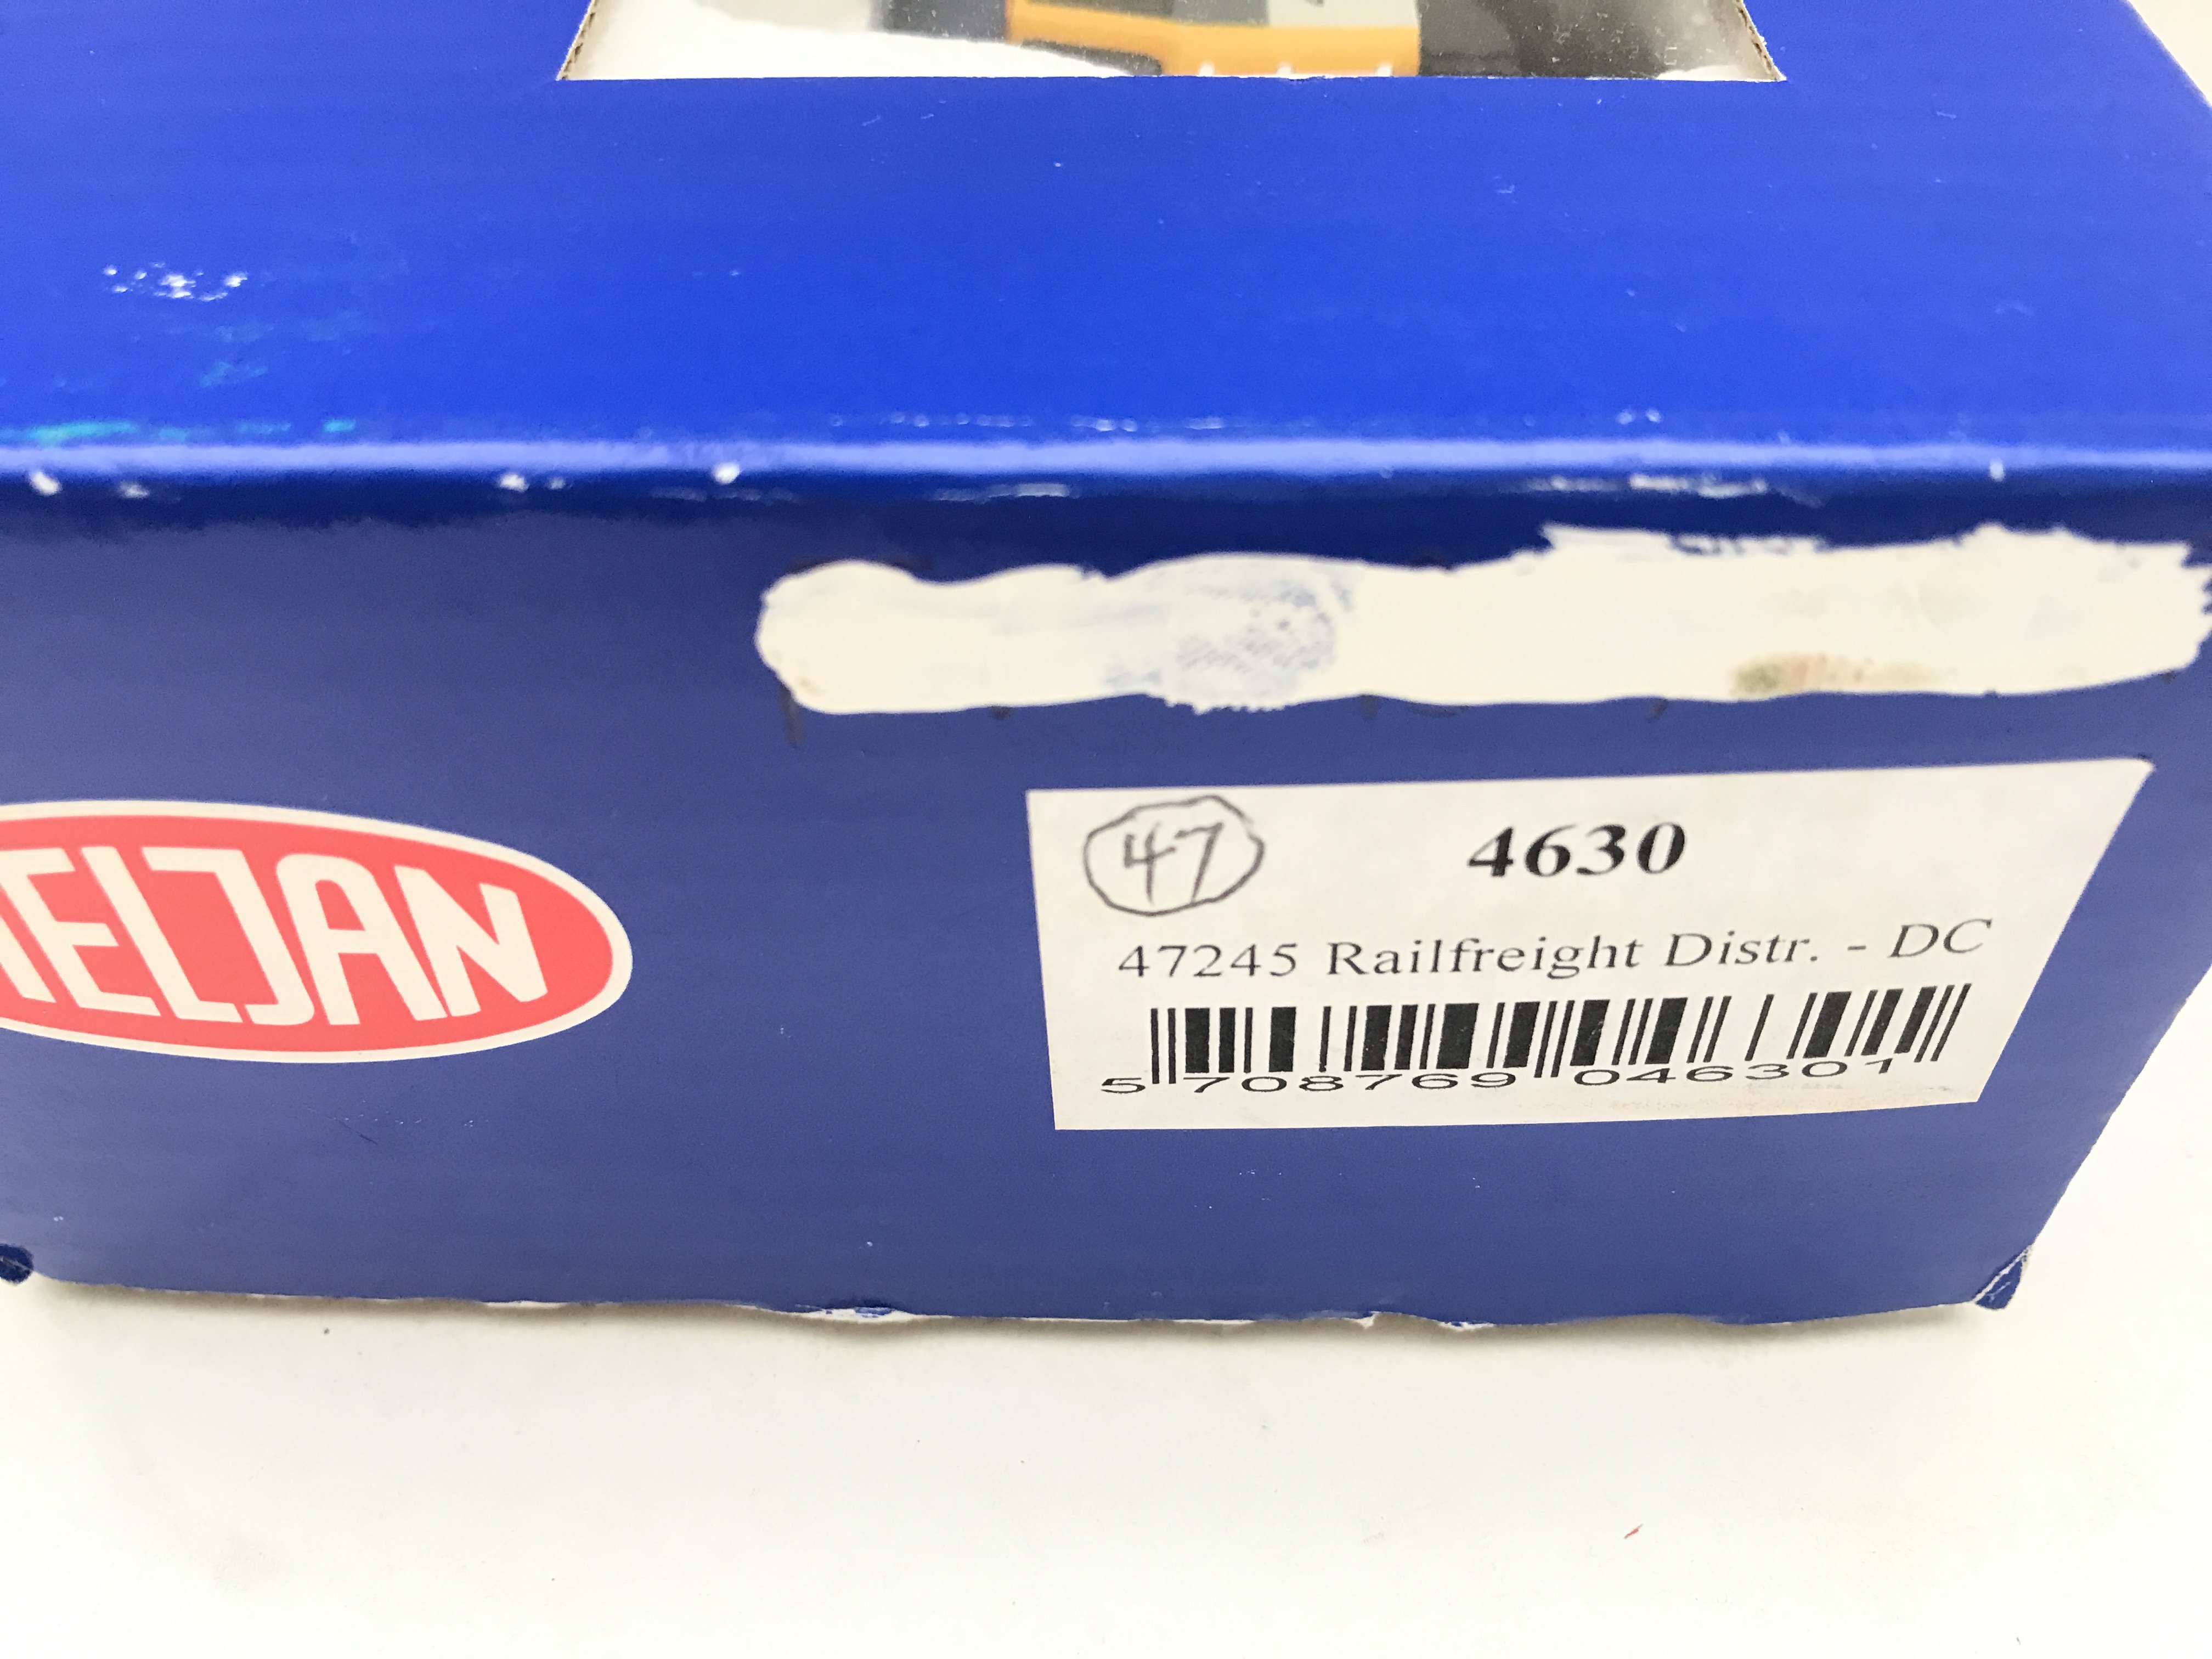 ELJAN
47
4630
47245 Railfreight Distr. - DC
5 708769 046301